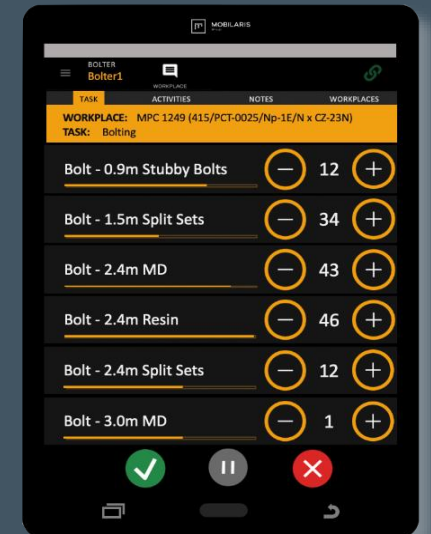 MOBILARIS
BOLTER
Bolter1
WORKPLACE
TASK ACTIVITIES NOTES WORKPLACES
WORKPLACE: MPC 1249 (415/PCT-0025/Np-1E/N x CZ-23N)
TASK: Bolting
Bolt - 0.9m Stubby Bolts 12
Bolt - 1.5m Split Sets 34
Bolt - 2.4m MD 43
Bolt - 2.4m Resin 46
Bolt - 2.4m Split Sets 12
Bolt - 3.0m MD 1